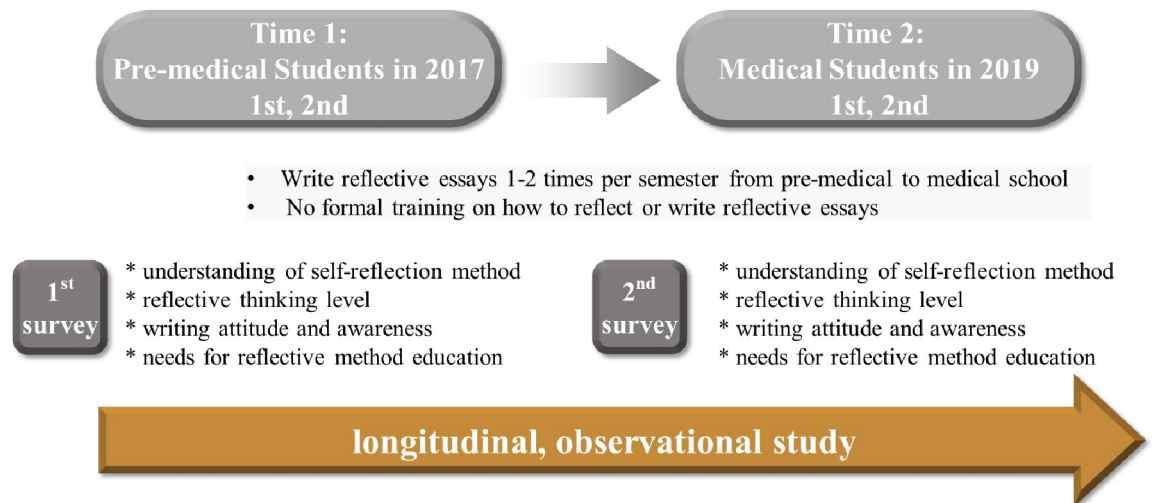 Time 1:
Pre-medical Students in 2017
1st, 2nd
Time 2:
Medical Students in 2019
1st, 2nd
• Write reflective essays 1-2 times per semester from pre-medical to medical school
• No formal training on how to reflect or write reflective essays
1st
survey
* understanding of self-reflection method
* reflective thinking level
* writing attitude and awareness
* needs for reflective method education
2nd
survey
* understanding of self-reflection method
* reflective thinking level
* writing attitude and awareness
* needs for reflective method education
longitudinal, observational study